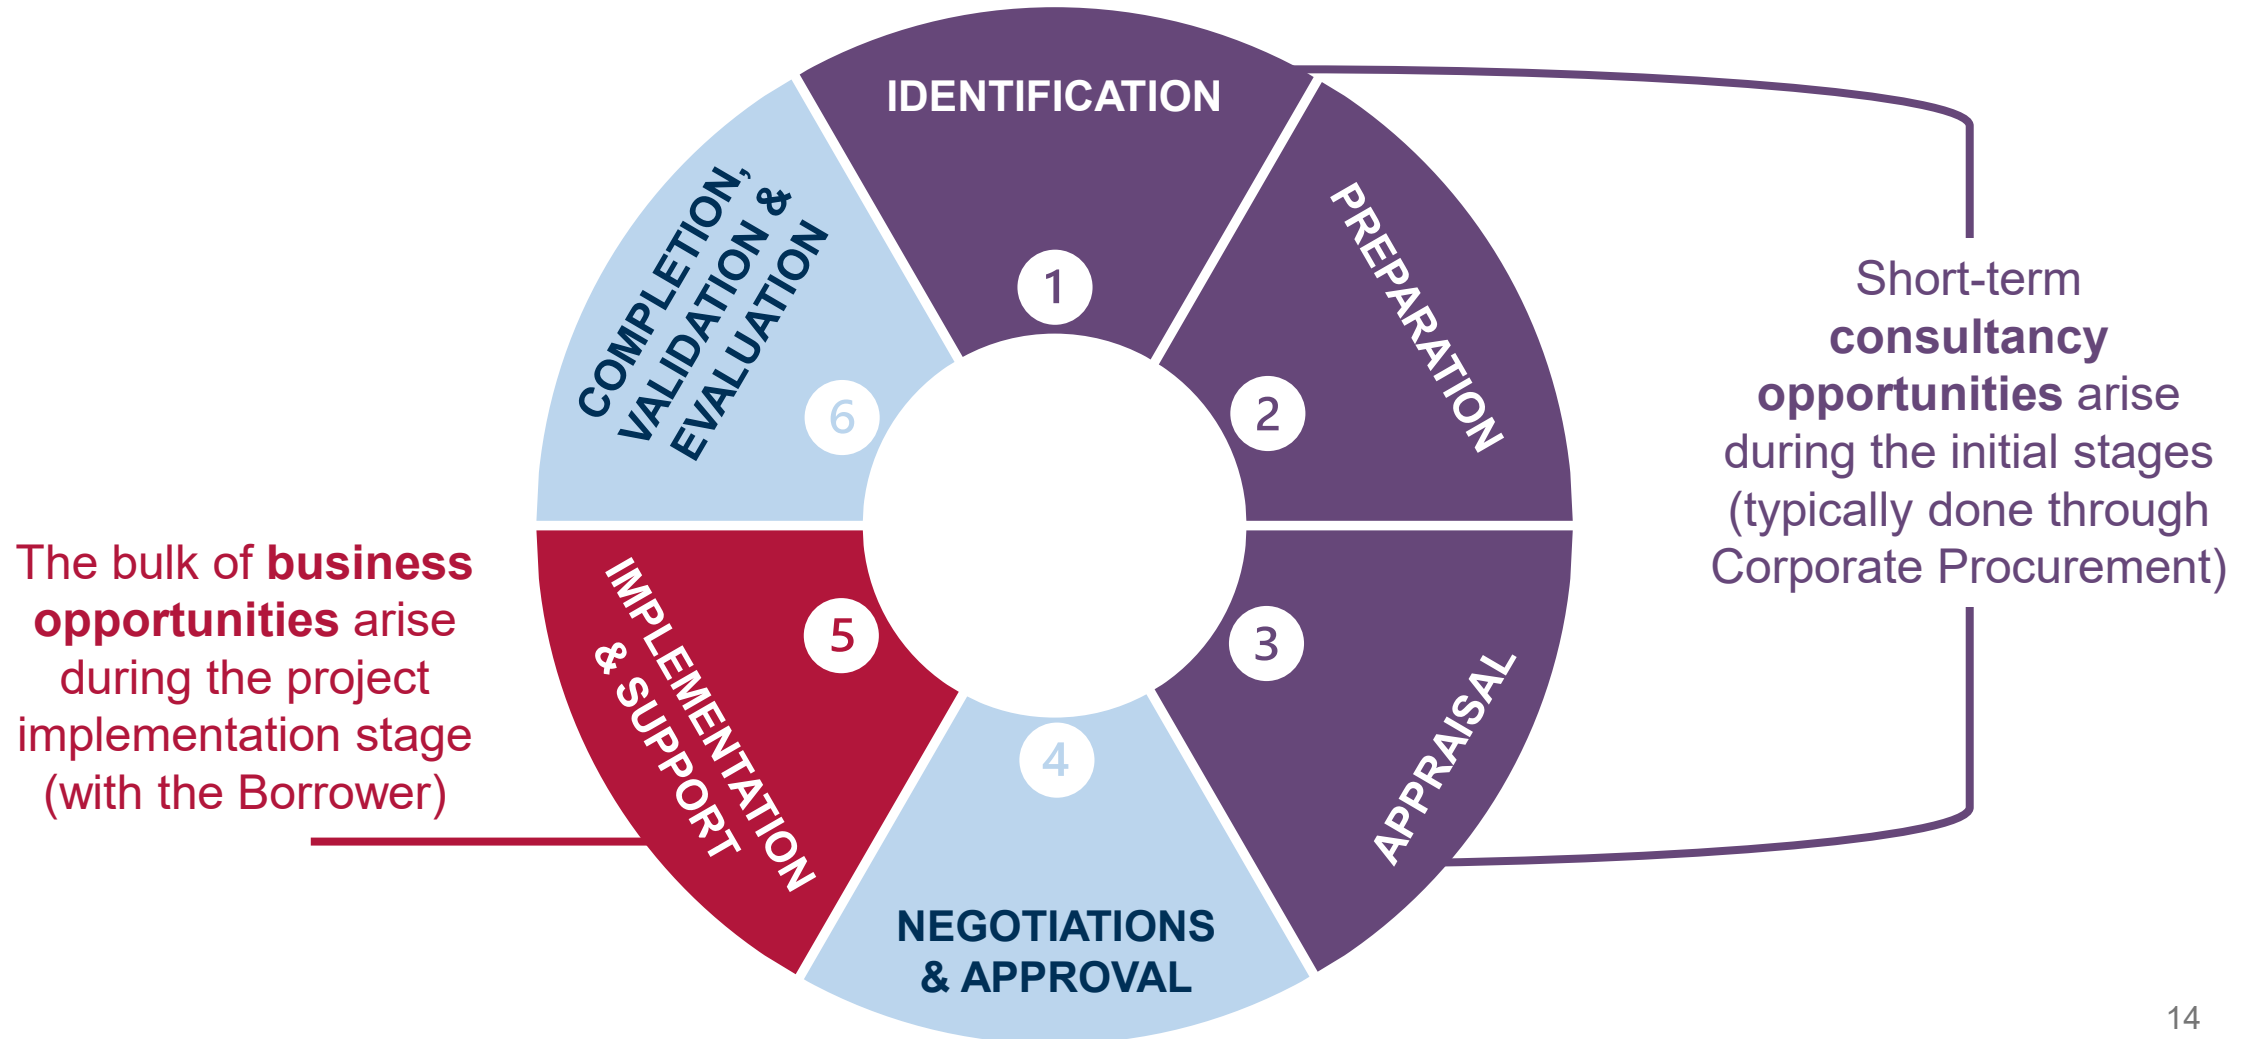 IDENTIFICATION
1
PREPARATION
2
APPRAISAL
3
NEGOTIATIONS
& APPROVAL
4
IMPLEMENTATION
& SUPPORT
5
COMPLETION,
VALIDATION &
EVALUATION
6
Short-term
consultancy
opportunities arise
during the initial stages
(typically done through
Corporate Procurement)
The bulk of business
opportunities arise
during the project
implementation stage
(with the Borrower)
14